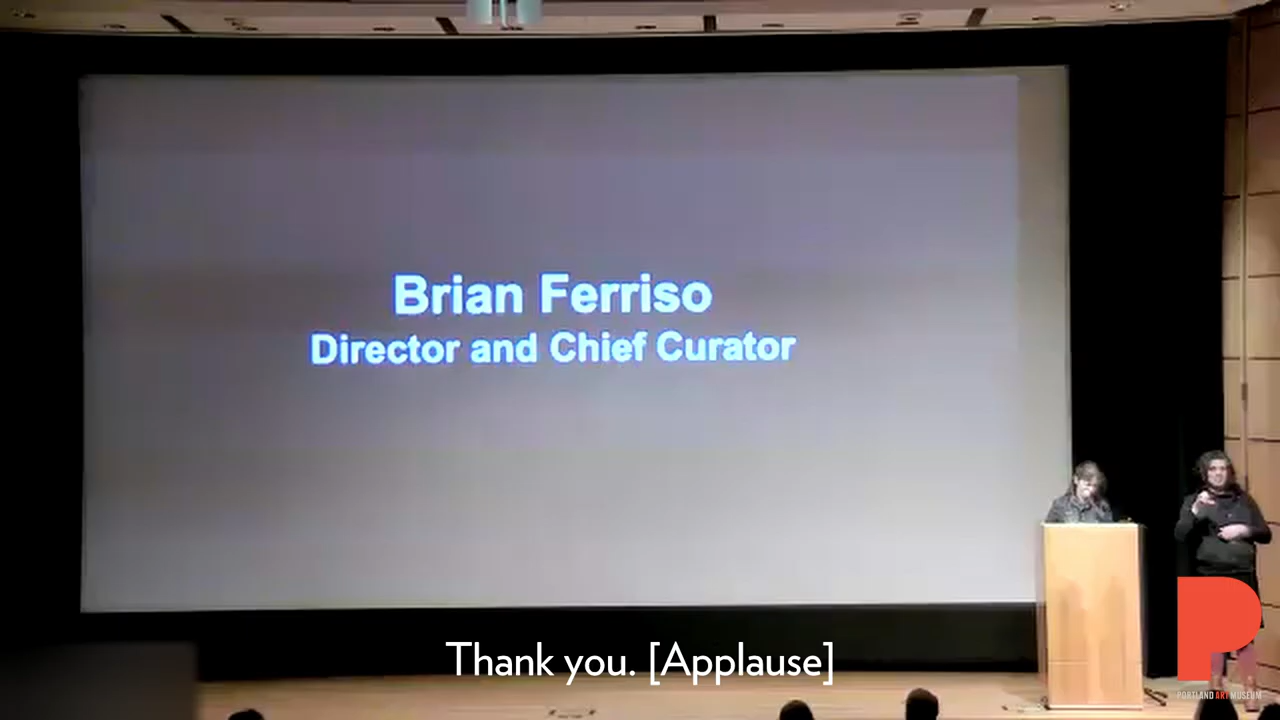 Brian Ferriso
Director and Chief Curator
Thank you. [Applause]
PORTLAND ART MUSEUM